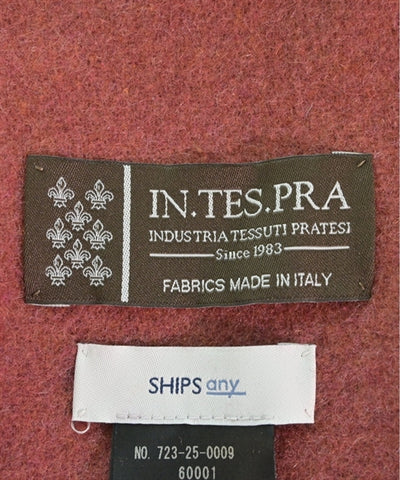 IN.TES.PRA
INDUSTRIA TESSUTI PRATESI
Since 1983
FABRICS MADE IN ITALY
SHIPS any
NO. 723-25-0009
60001